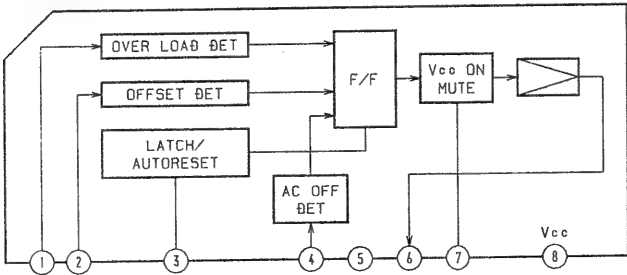 OVER LOAD DET
OFFSET DET
LATCH/
AUTORESET
F/F
Vcc ON
MUTE
AC OFF
DET
Vcc
1 2 3 4 5 6 7 8